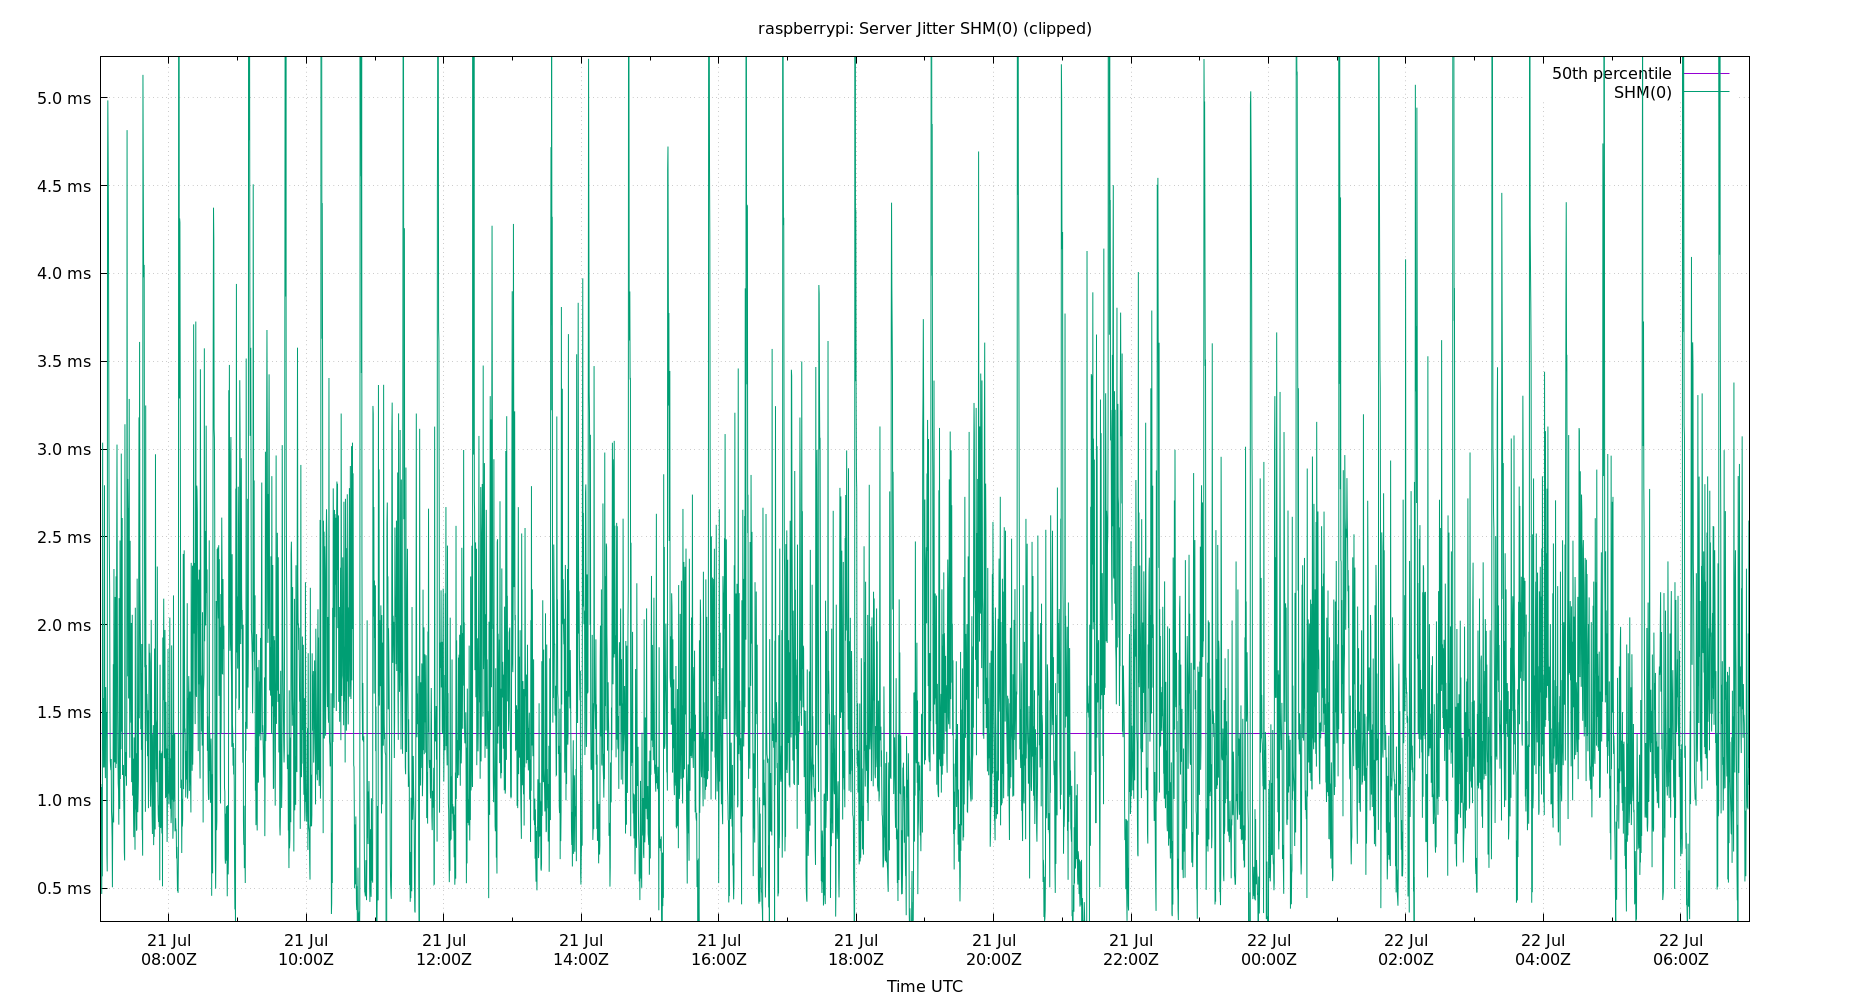 raspberrypi: Server Jitter SHM(0) (clipped)
50th percentile
SHM(0)
5.0 ms
4.5 ms
4.0 ms
3.5 ms
3.0 ms
2.5 ms
2.0 ms
1.5 ms
1.0 ms
0.5 ms
21 Jul 21 Jul 21 Jul 21 Jul 21 Jul 21 Jul 21 Jul 21 Jul 22 Jul 22 Jul 22 Jul 22 Jul
08:00Z 10:00Z 12:00Z 14:00Z 16:00Z 18:00Z 20:00Z 22:00Z 00:00Z 02:00Z 04:00Z 06:00Z
Time UTC